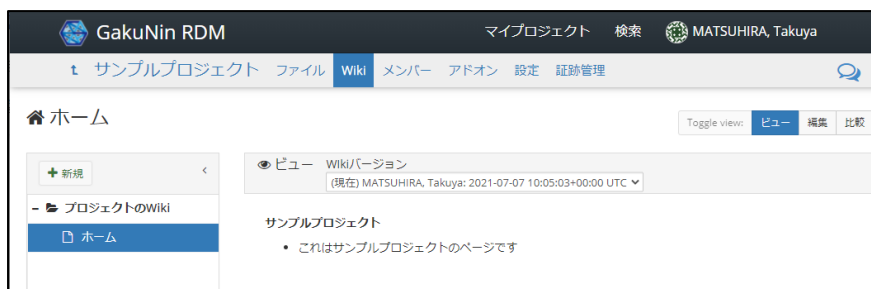 GakuNin RDM マイプロジェクト 検索 MATSUHIRA, Takuya
サンプルプロジェクト ファイル Wiki メンバー アドオン 設定 証跡管理
ホーム
Toggle view: ビュー 編集 比較
新規
ビュー Wikiバージョン
(現在) MATSUHIRA, Takuya: 2021-07-07 10:05:03+00:00 UTC
プロジェクトのWiki
ホーム
サンプルプロジェクト
• これはサンプルプロジェクトのページです